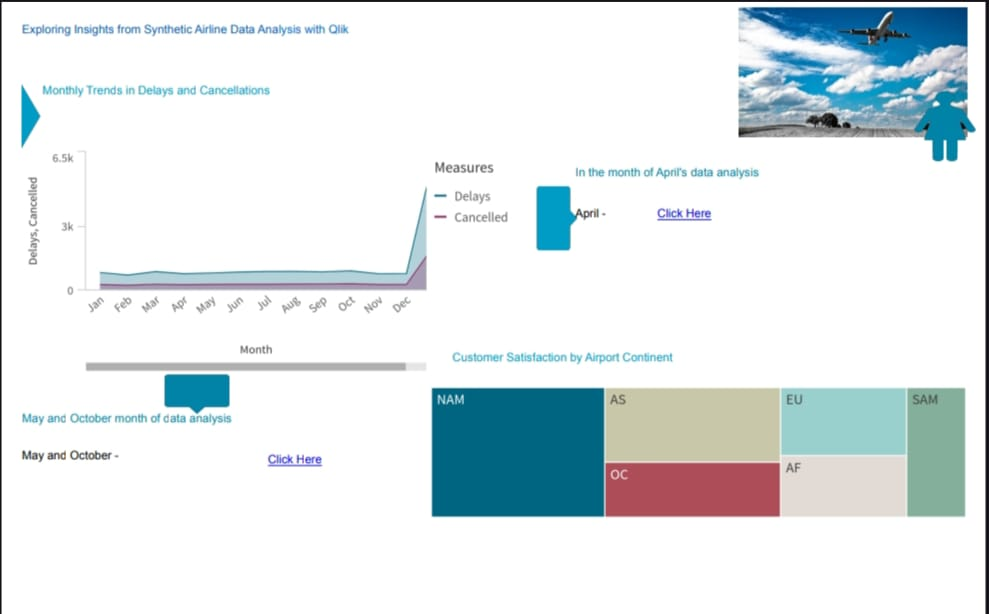 Exploring Insights from Synthetic Airline Data Analysis with Qlik
Monthly Trends in Delays and Cancellations
6.5k
3k
0
Delays, Cancelled
Jan
Feb
Mar
Apr
May
Jun
Jul
Aug
Sep
Oct
Nov
Dec
Month
Measures
Delays
Cancelled
In the month of April's data analysis
April - Click Here
May and October month of data analysis
May and October - Click Here
Customer Satisfaction by Airport Continent
NAM
AS
OC
EU
AF
SAM